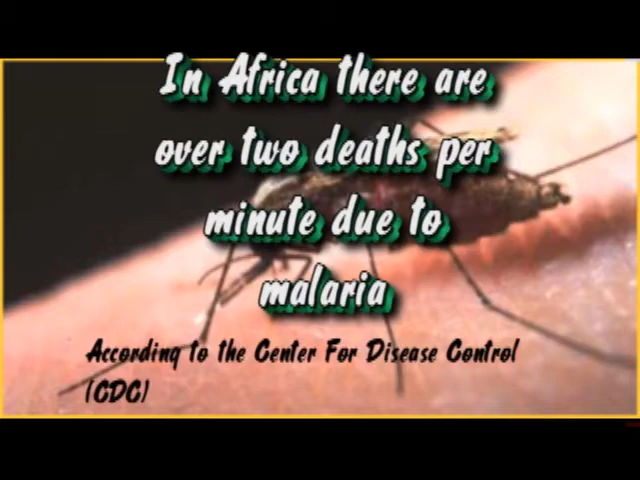 In Africa there are
over two deaths per
minute due to
malaria
According to the Center For Disease Control
(CDC)